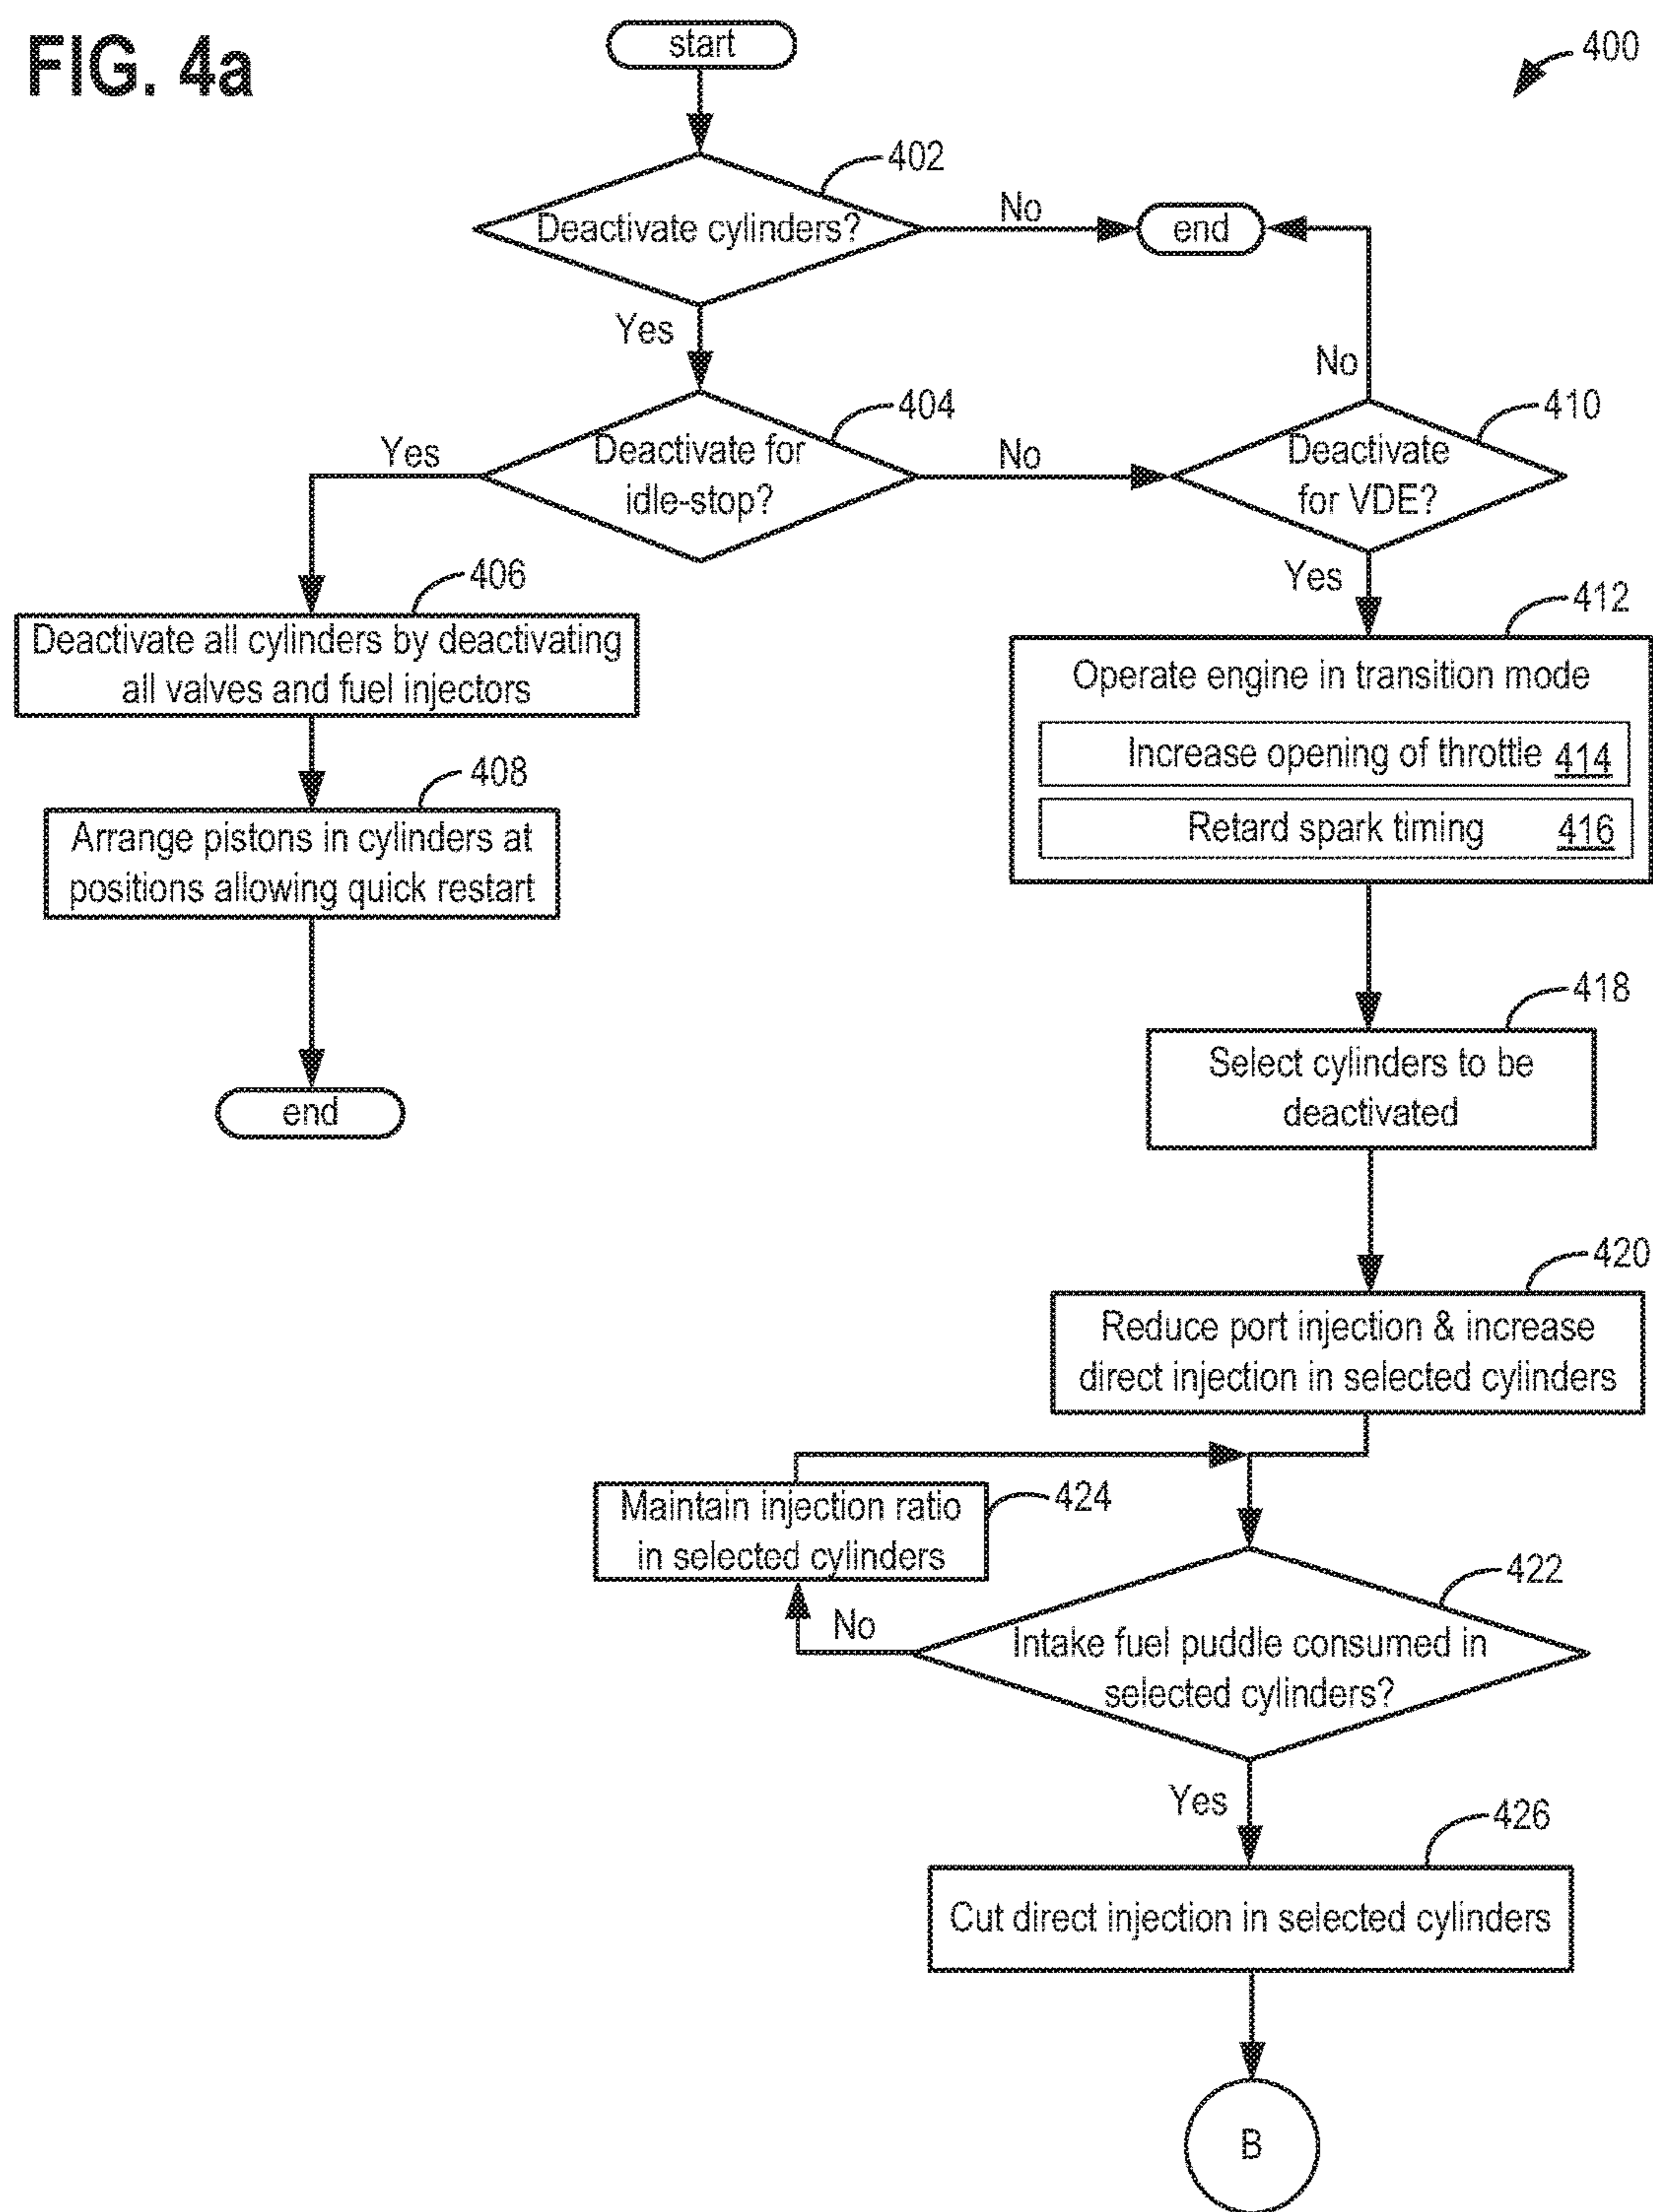 FIG. 4a
start
400
402
Deactivate cylinders?
No
end
Yes
No
404
410
Yes
Deactivate for
idle-stop?
No
Deactivate
for VDE?
406
Yes
412
Deactivate all cylinders by deactivating
all valves and fuel injectors
Operate engine in transition mode
Increase opening of throttle 414
408
Retard spark timing 416
Arrange pistons in cylinders at
positions allowing quick restart
418
Select cylinders to be
deactivated
end
420
Reduce port injection & increase
direct injection in selected cylinders
424
Maintain injection ratio
in selected cylinders
422
No
Intake fuel puddle consumed in
selected cylinders?
Yes
426
Cut direct injection in selected cylinders
B